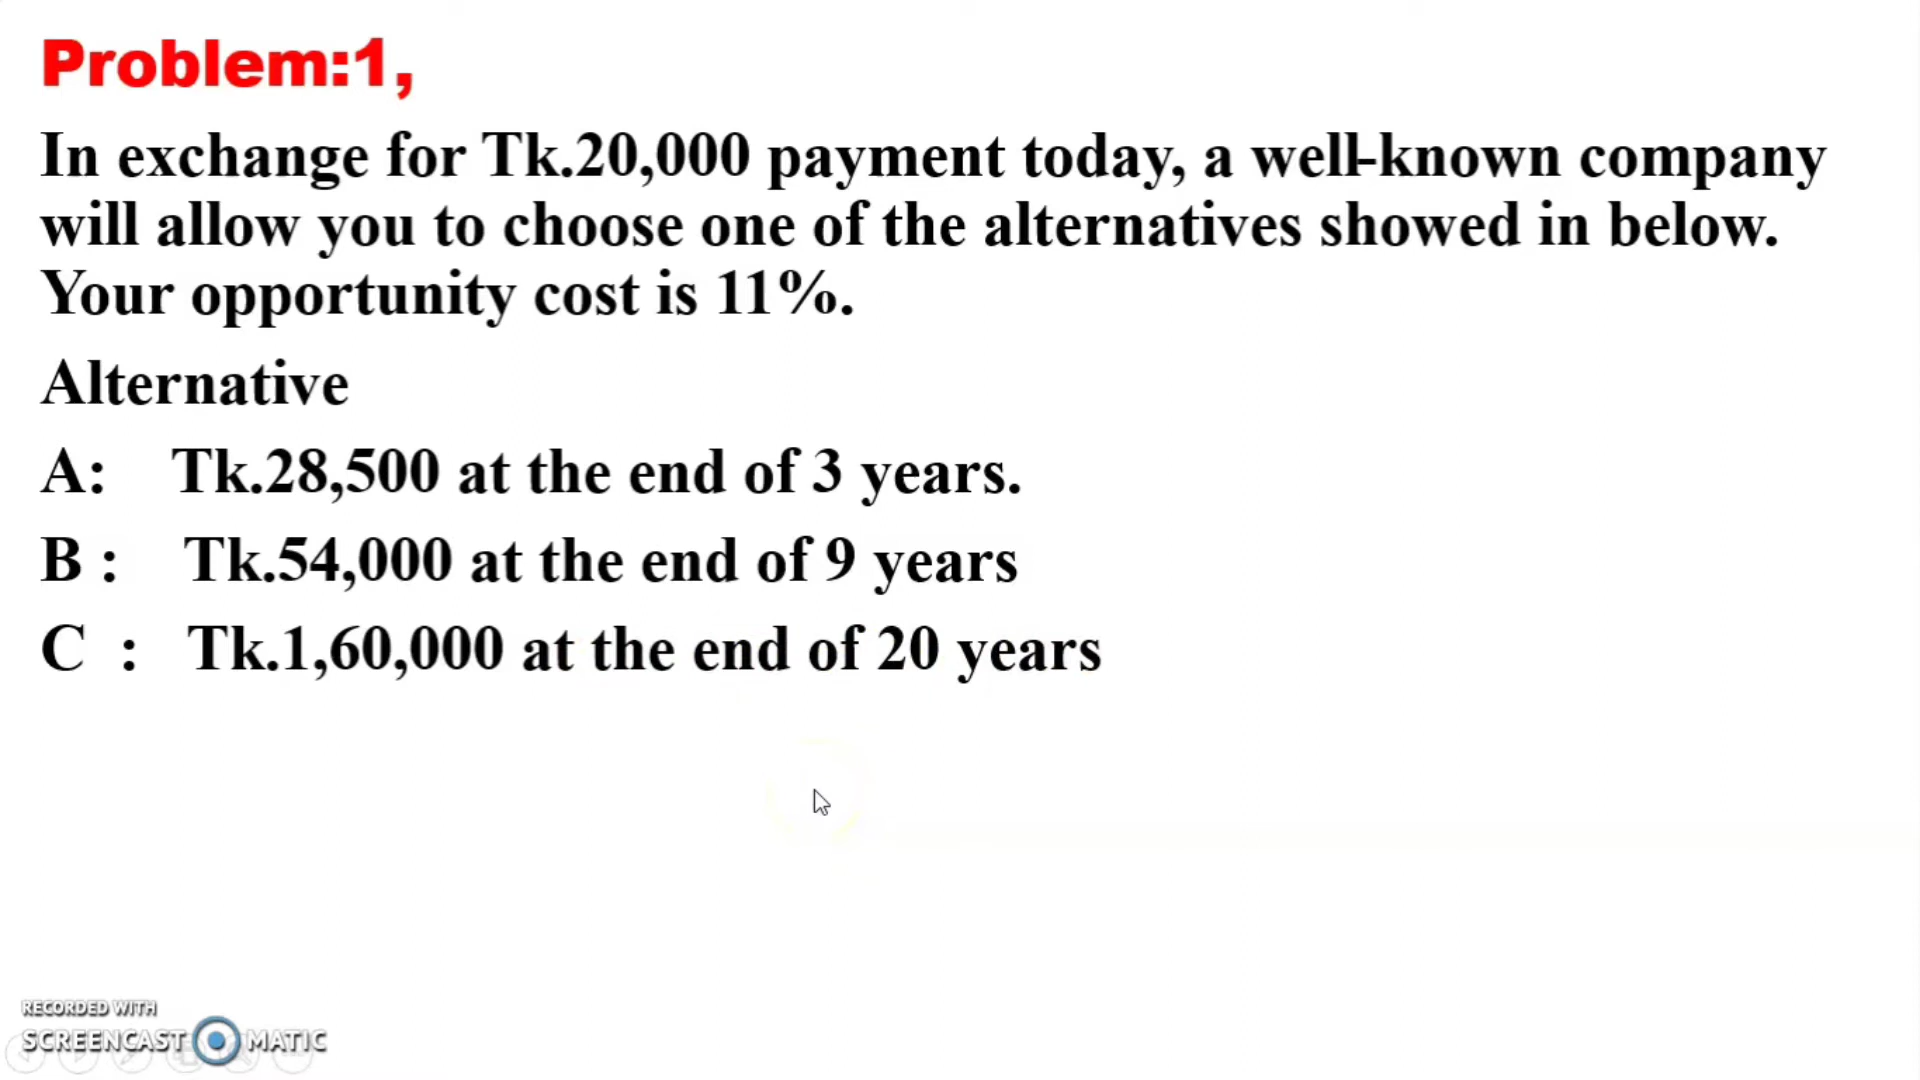 Problem:1,
In exchange for Tk.20,000 payment today, a well-known company
will allow you to choose one of the alternatives showed in below.
Your opportunity cost is 11%.
Alternative
A: Tk.28,500 at the end of 3 years.
B : Tk.54,000 at the end of 9 years
C : Tk.1,60,000 at the end of 20 years
RECORDED WITH
SCREENCAST MATIC